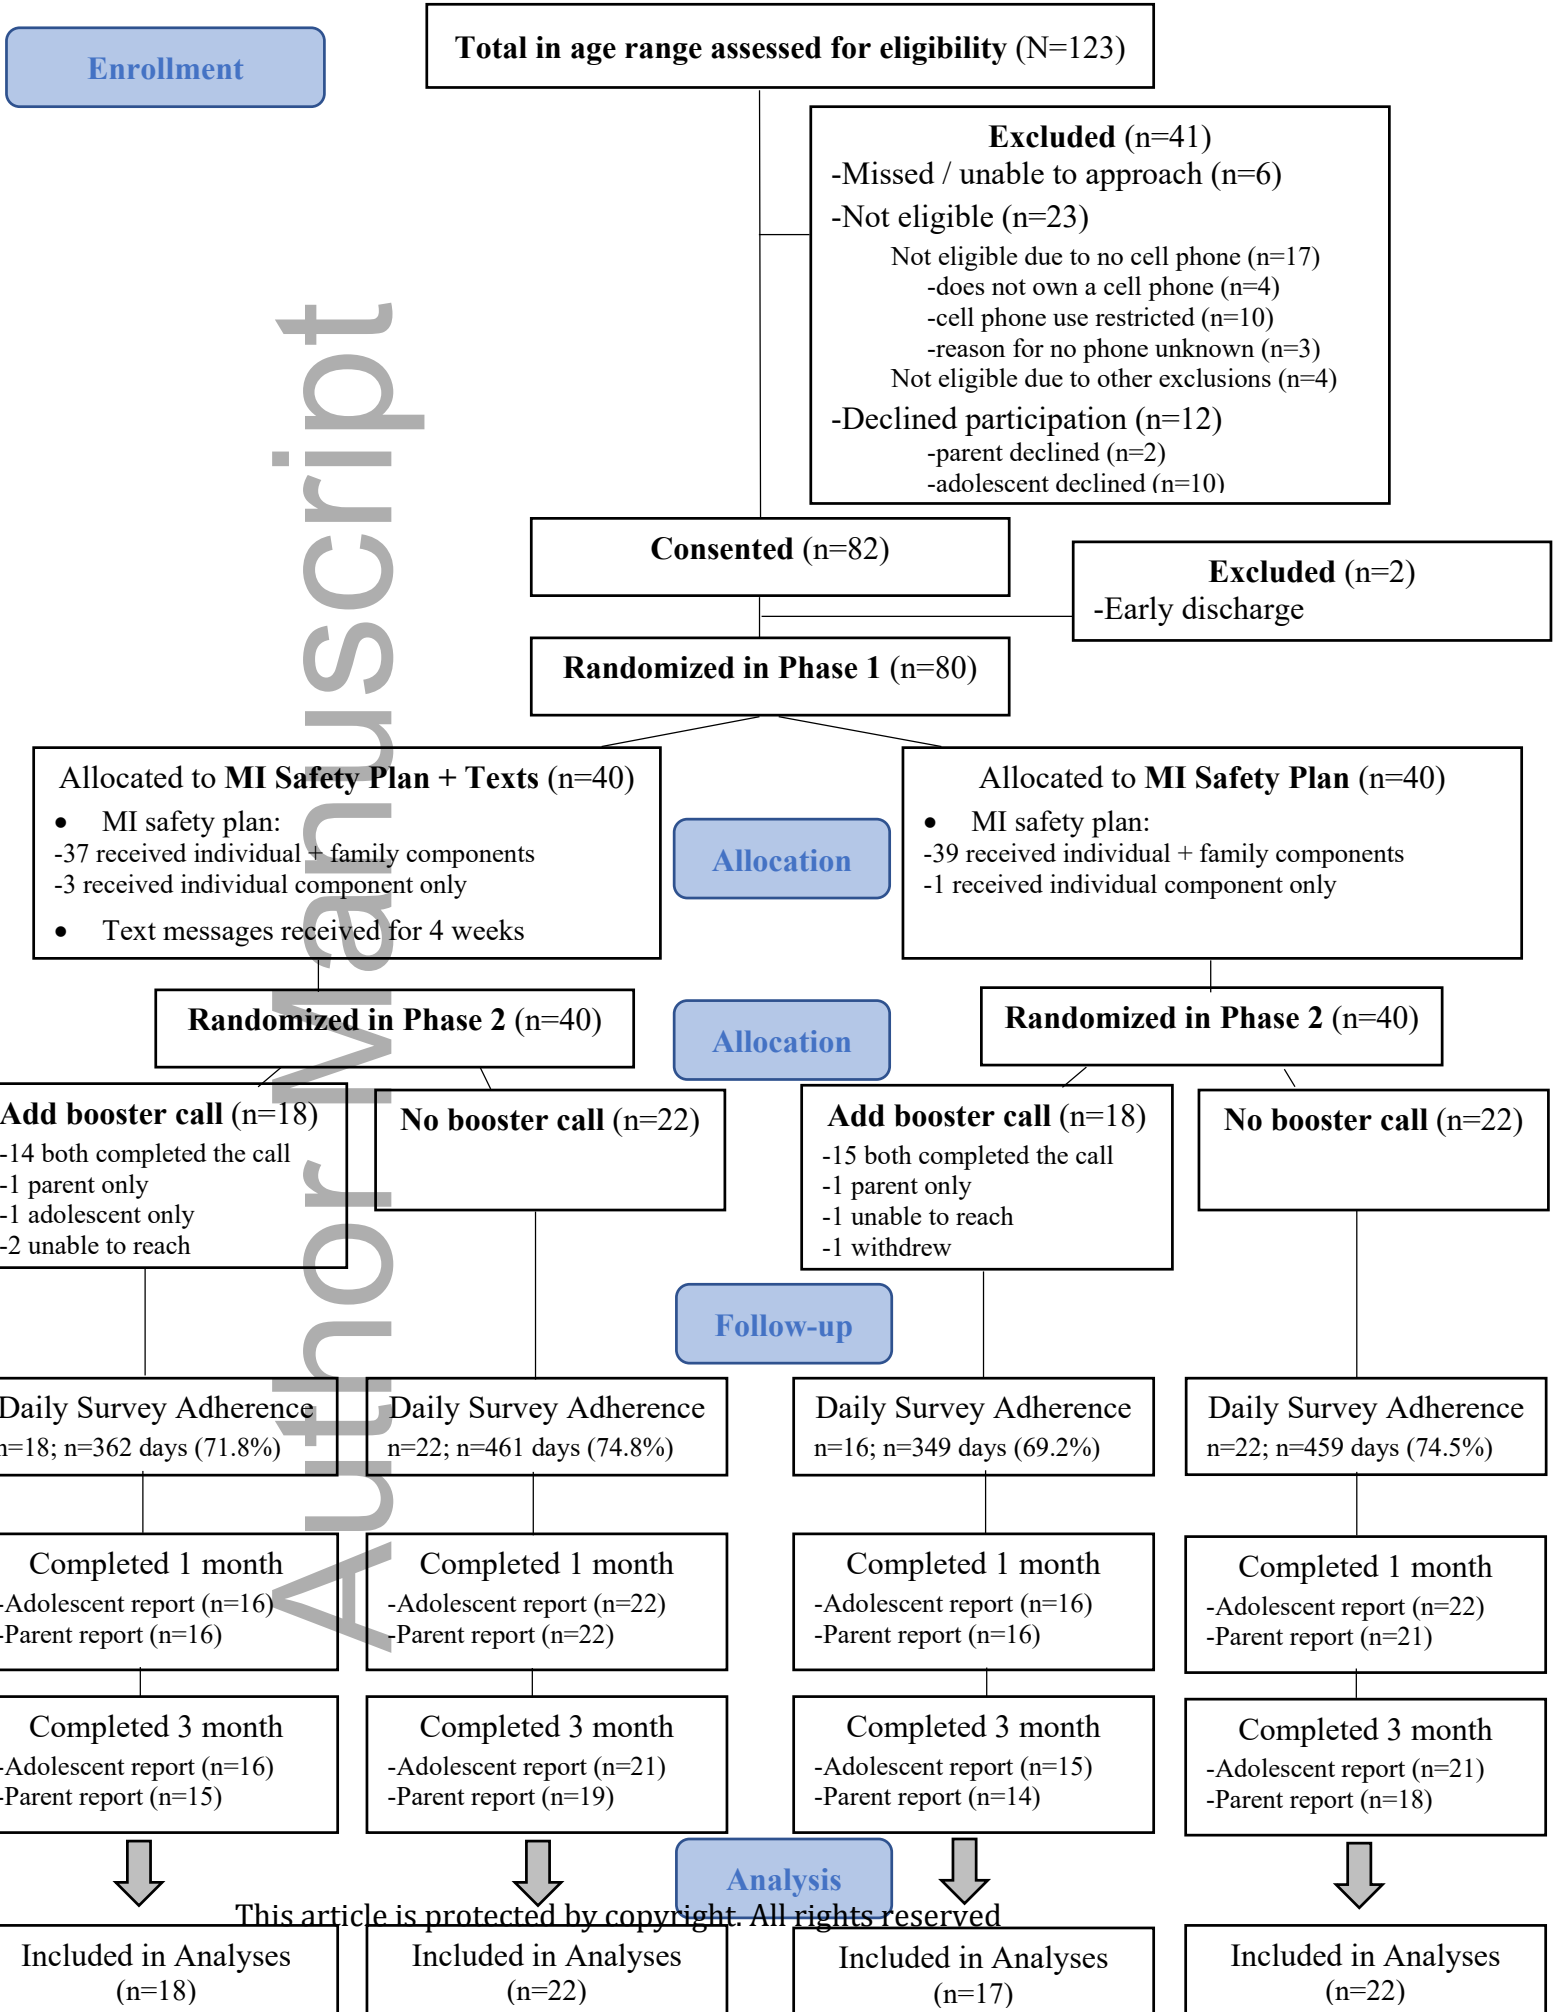 Enrollment
Total in age range assessed for eligibility (N=123)
Excluded (n=41)
-Missed / unable to approach (n=6)
-Not eligible (n=23)
Not eligible due to no cell phone (n=17)
-does not own a cell phone (n=4)
-cell phone use restricted (n=10)
-reason for no phone unknown (n=3)
Not eligible due to other exclusions (n=4)
-Declined participation (n=12)
-parent declined (n=2)
-adolescent declined (n=10)
Consented (n=82)
Excluded (n=2)
-Early discharge
Randomized in Phase 1 (n=80)
Allocated to MI Safety Plan + Texts (n=40)
• MI safety plan:
-37 received individual + family components
-3 received individual component only
• Text messages received for 4 weeks
Allocation
Allocated to MI Safety Plan (n=40)
• MI safety plan:
-39 received individual + family components
-1 received individual component only
Randomized in Phase 2 (n=40)
Allocation
Randomized in Phase 2 (n=40)
Add booster call (n=18)
-14 both completed the call
-1 parent only
-1 adolescent only
-2 unable to reach
No booster call (n=22)
Add booster call (n=18)
-15 both completed the call
-1 parent only
-1 unable to reach
-1 withdrew
No booster call (n=22)
Follow-up
Daily Survey Adherence
n=18; n=362 days (71.8%)
Daily Survey Adherence
n=22; n=461 days (74.8%)
Daily Survey Adherence
n=16; n=349 days (69.2%)
Daily Survey Adherence
n=22; n=459 days (74.5%)
Completed 1 month
-Adolescent report (n=16)
-Parent report (n=16)
Completed 1 month
-Adolescent report (n=22)
-Parent report (n=22)
Completed 1 month
-Adolescent report (n=16)
-Parent report (n=16)
Completed 1 month
-Adolescent report (n=22)
-Parent report (n=21)
Completed 3 month
-Adolescent report (n=16)
-Parent report (n=15)
Completed 3 month
-Adolescent report (n=21)
-Parent report (n=19)
Completed 3 month
-Adolescent report (n=15)
-Parent report (n=14)
Completed 3 month
-Adolescent report (n=21)
-Parent report (n=18)
Analysis
This article is protected by copyright. All rights reserved
Included in Analyses
(n=18)
Included in Analyses
(n=22)
Included in Analyses
(n=17)
Included in Analyses
(n=22)
Author Manuscript